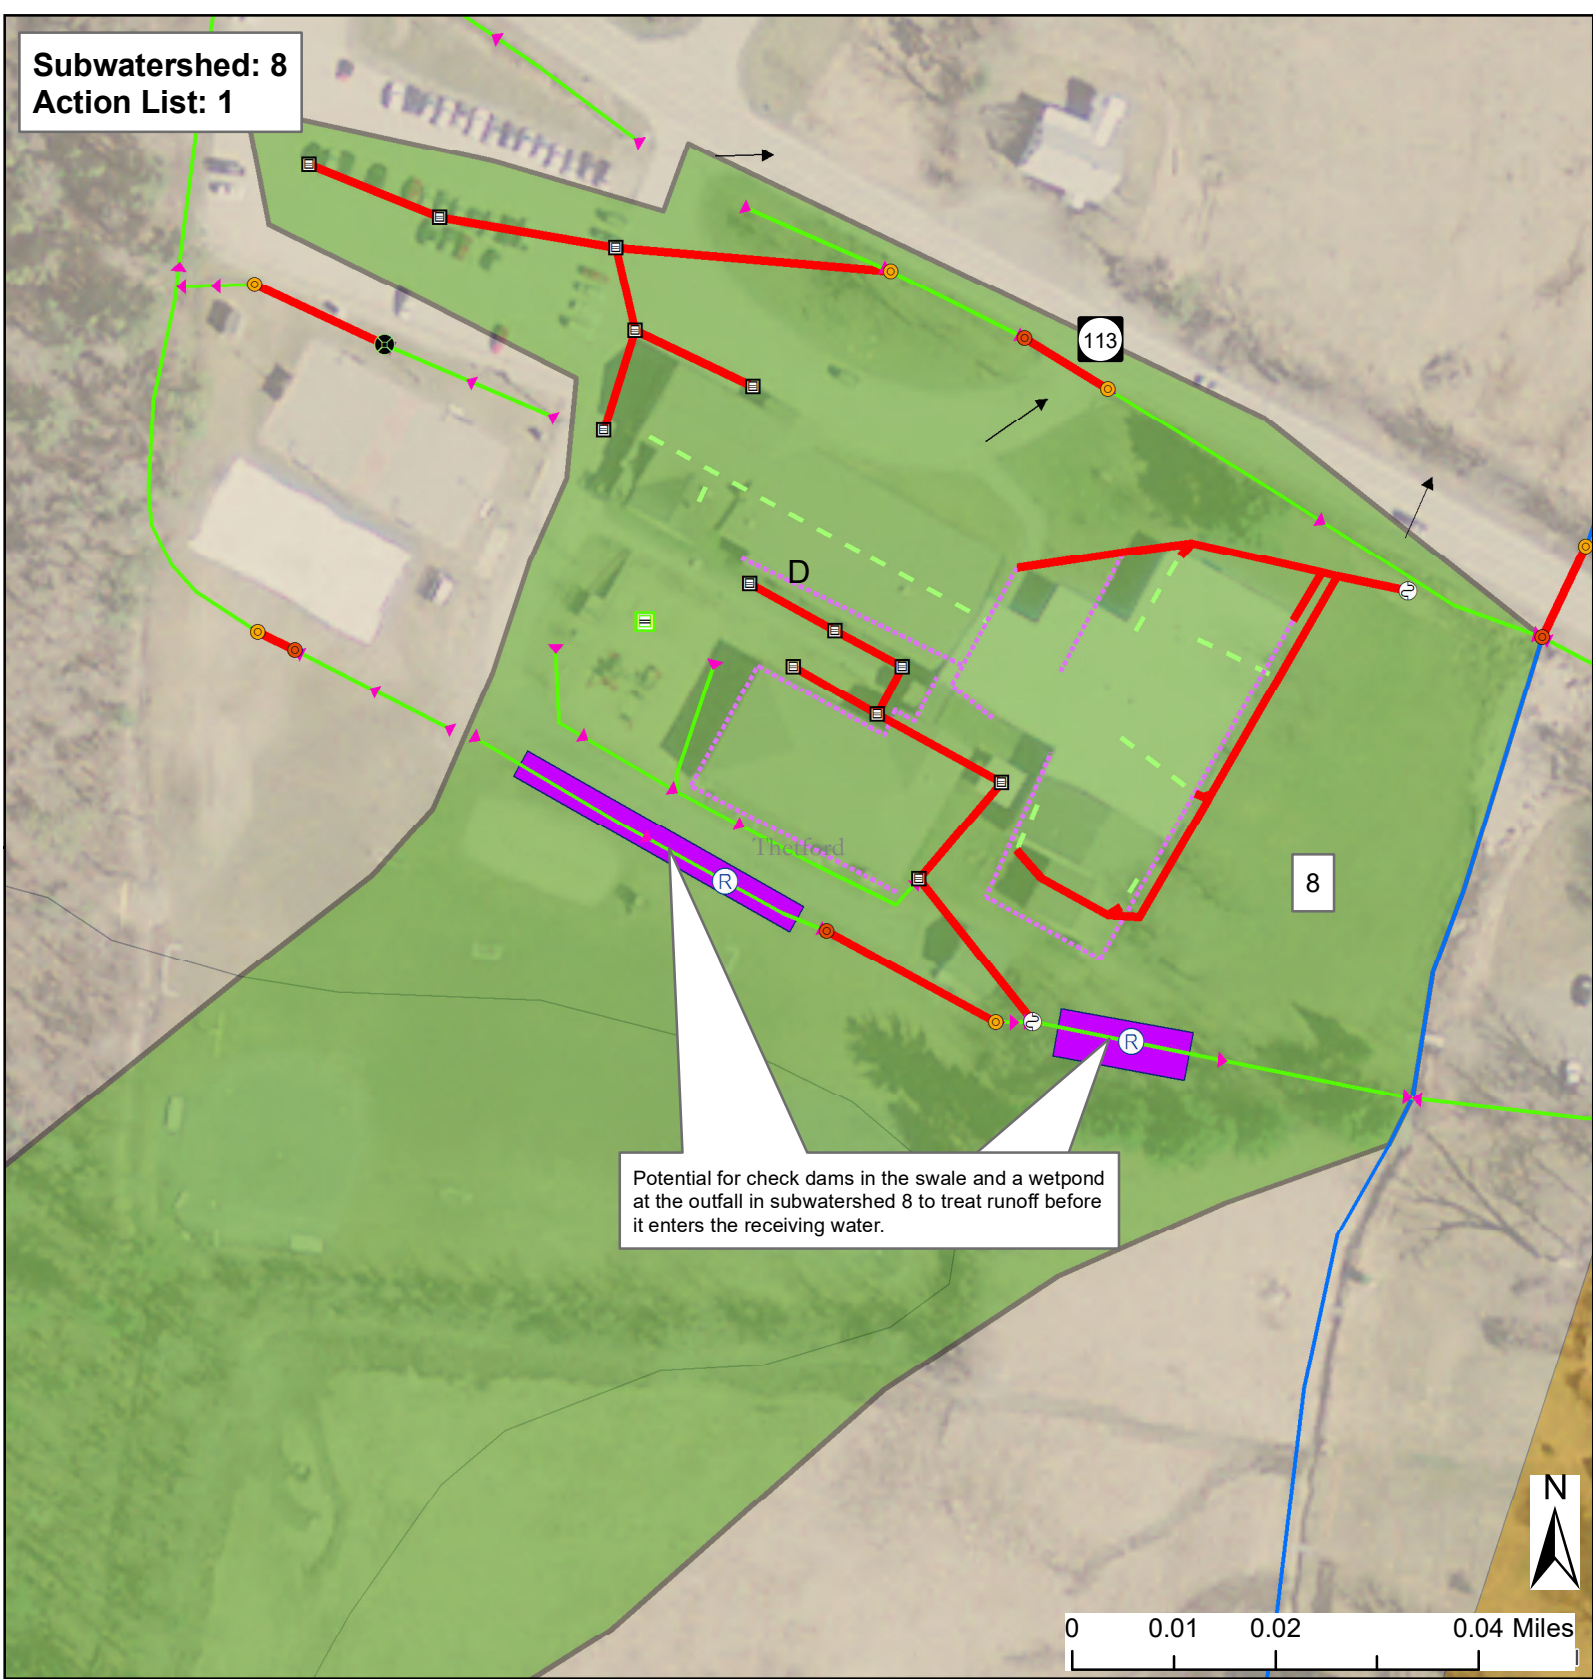 Subwatershed: 8
Action List: 1
113
D
Thetford
R
8
R
Potential for check dams in the swale and a wetpond
at the outfall in subwatershed 8 to treat runoff before
it enters the receiving water.
N
0 0.01 0.02 0.04 Miles